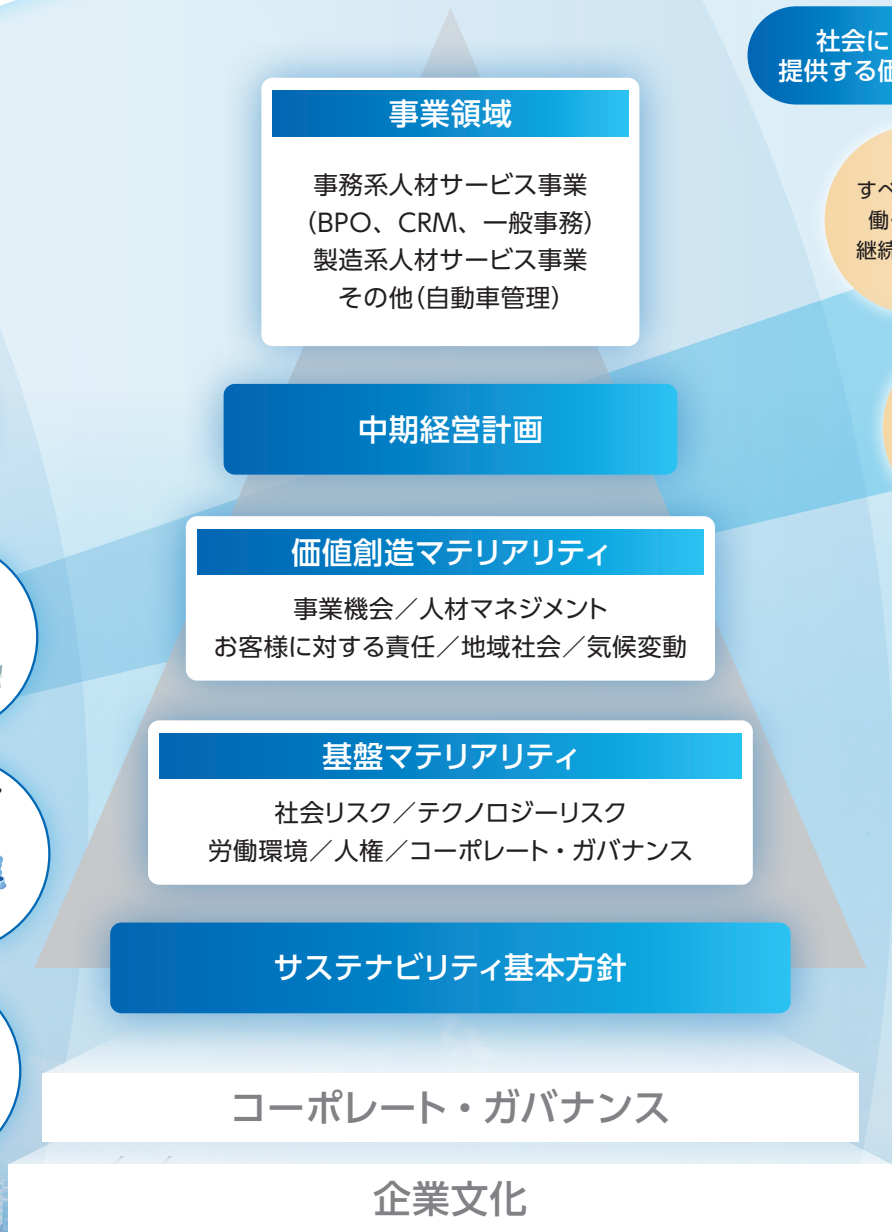 事業領域
事務系人材サービス事業
（BPO、CRM、一般事務）
製造系人材サービス事業
その他（自動車管理）
中期経営計画
価値創造マテリアリティ
事業機会／人材マネジメント
お客様に対する責任／地域社会／気候変動
基盤マテリアリティ
社会リスク／テクノロジーリスク
労働環境／人権／コーポレート・ガバナンス
サステナビリティ基本方針
コーポレート・ガバナンス
企業文化
社会に
提供する価
すべ
働
継続